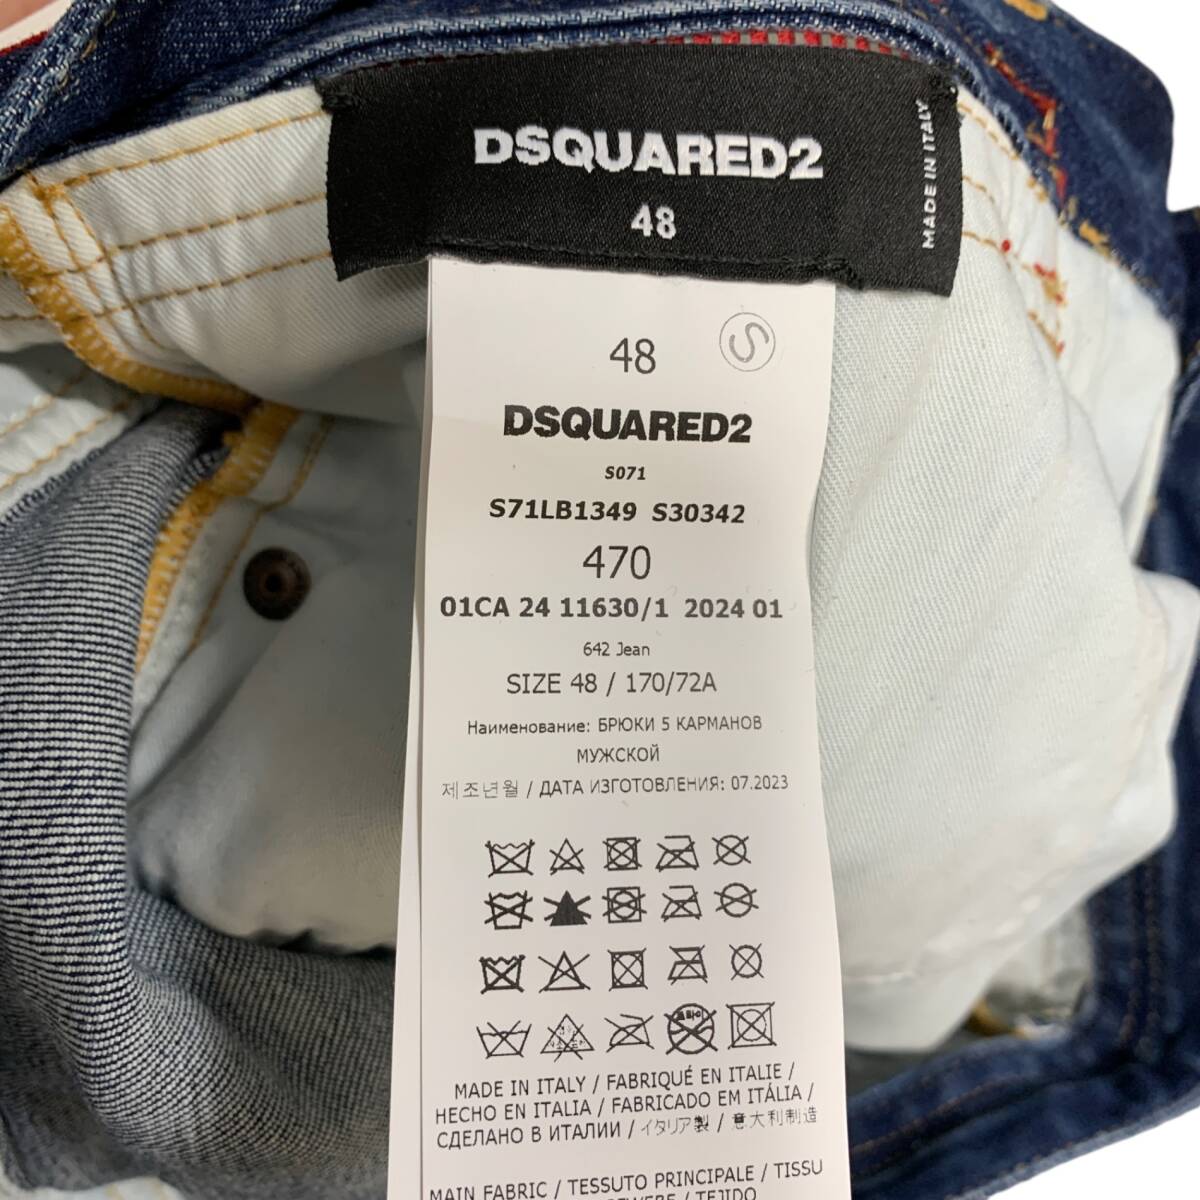 DSQUARED2
48
MADE IN ITALY
48
S
DSQUARED2
S071
S71LB1349 S30342
470
01CA 24 11630/1 2024 01
642 Jean
SIZE 48 / 170/72A
Наименование: БРЮКИ 5 КАРМАНОВ
МУЖСКОЙ
제조년월 / ДАТА ИЗГОТОВЛЕНИЯ: 07.2023
MADE IN ITALY / FABRIQUÉ EN ITALIE /
HECHO EN ITALIA / FABRICADO EM ITÁLIA /
СДЕЛАНО В ИТАЛИИ / イタリア製 / 意大利制造
MAIN FABRIC / TESSUTO PRINCIPALE / TISSU
/ TEJIDO